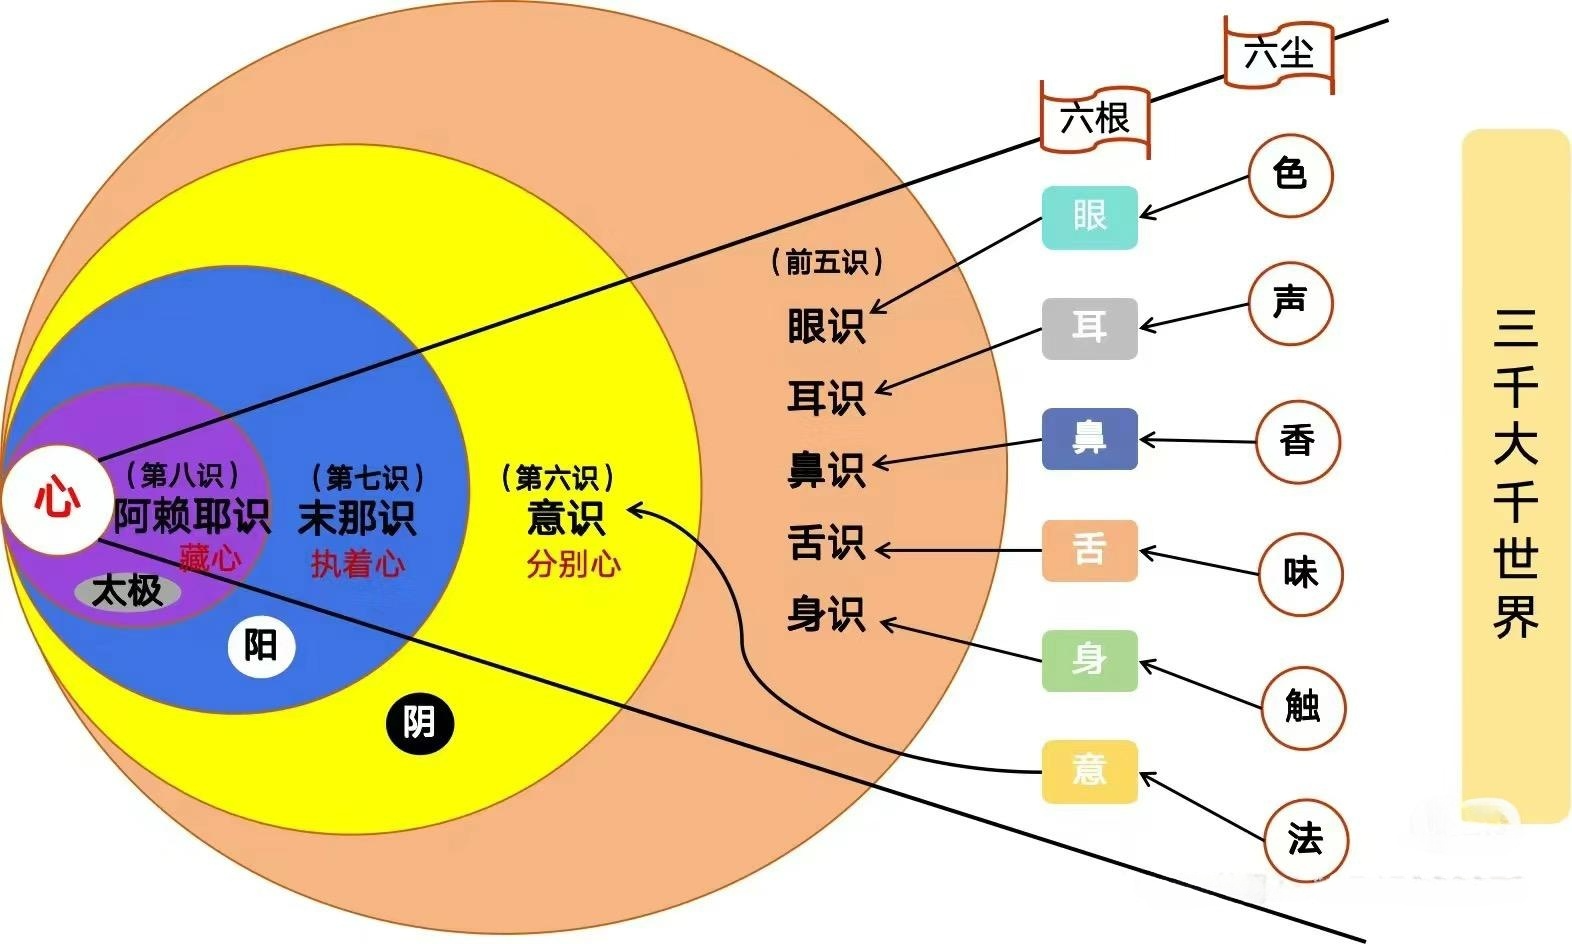 六尘
六根
色
眼
声
耳
香
鼻
味
舌
触
身
法
意
三千大千世界
（前五识）
眼识
耳识
鼻识
舌识
身识
（第六识）
意识
分别心
（第七识）
末那识
执着心
（第八识）
阿赖耶识
藏心
心
太极
阳
阴